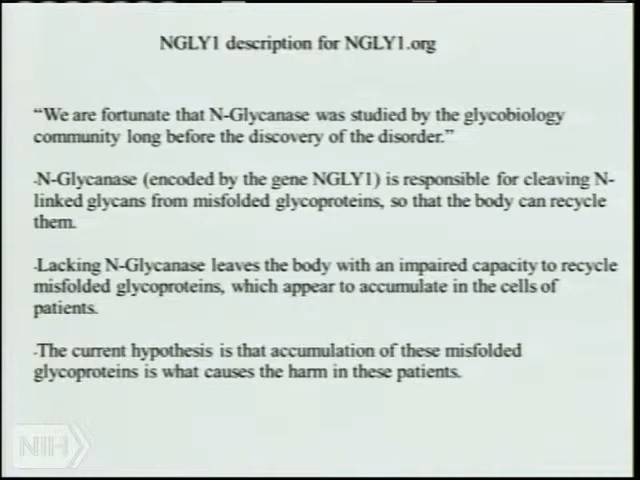 NGLY1 description for NGLY1.org
“We are fortunate that N-Glycanase was studied by the glycobiology
community long before the discovery of the disorder.”
-N-Glycanase (encoded by the gene NGLY1) is responsible for cleaving N-
linked glycans from misfolded glycoproteins, so that the body can recycle
them.
-Lacking N-Glycanase leaves the body with an impaired capacity to recycle
misfolded glycoproteins, which appear to accumulate in the cells of
patients.
-The current hypothesis is that accumulation of these misfolded
glycoproteins is what causes the harm in these patients.
NIH